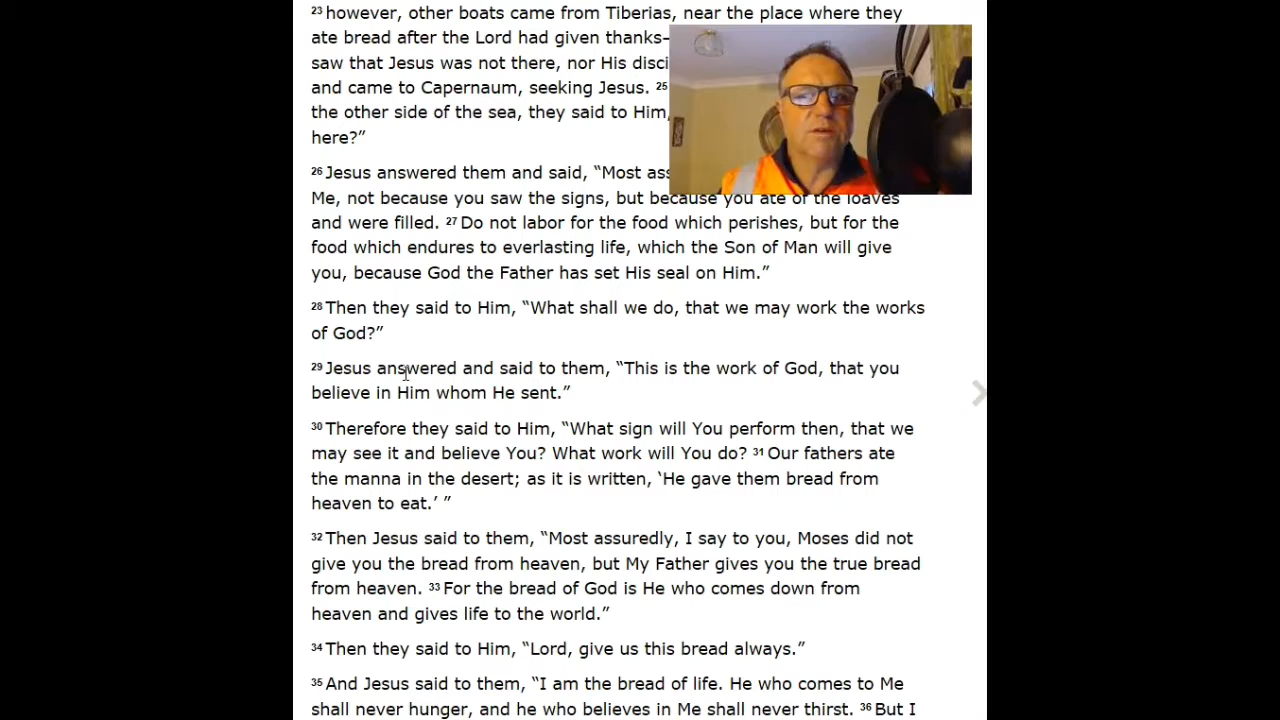 23 however, other boats came from Tiberias, near the place where they
ate bread after the Lord had given thanks—
saw that Jesus was not there, nor His disci
and came to Capernaum, seeking Jesus. 25
the other side of the sea, they said to Him,
here?”
26 Jesus answered them and said, “Most ass
Me, not because you saw the signs, but because you ate of the loaves
and were filled. 27 Do not labor for the food which perishes, but for the
food which endures to everlasting life, which the Son of Man will give
you, because God the Father has set His seal on Him.”
28 Then they said to Him, “What shall we do, that we may work the works
of God?”
29 Jesus answered and said to them, “This is the work of God, that you
believe in Him whom He sent.”
30 Therefore they said to Him, “What sign will You perform then, that we
may see it and believe You? What work will You do? 31 Our fathers ate
the manna in the desert; as it is written, ‘He gave them bread from
heaven to eat.’ ”
32 Then Jesus said to them, “Most assuredly, I say to you, Moses did not
give you the bread from heaven, but My Father gives you the true bread
from heaven. 33 For the bread of God is He who comes down from
heaven and gives life to the world.”
34 Then they said to Him, “Lord, give us this bread always.”
35 And Jesus said to them, “I am the bread of life. He who comes to Me
shall never hunger, and he who believes in Me shall never thirst. 36 But I